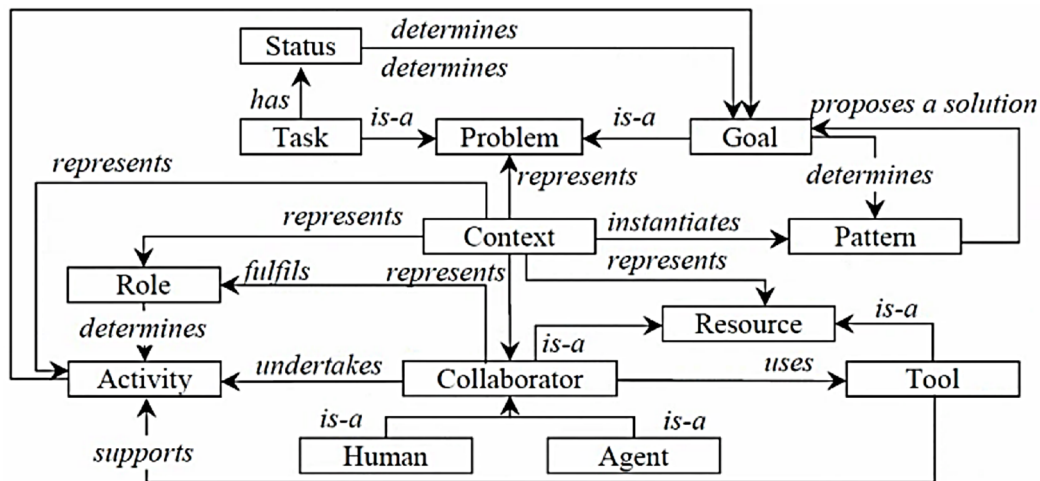 determines
Status
determines
has
proposes a solution
is-a
is-a
Task
Problem
Goal
represents
represents
determines
represents
instantiates
Context
Pattern
fulfils
represents
represents
Role
is-a
Resource
determines
is-a
undertakes
uses
Activity
Collaborator
Tool
is-a
is-a
supports
Human
Agent